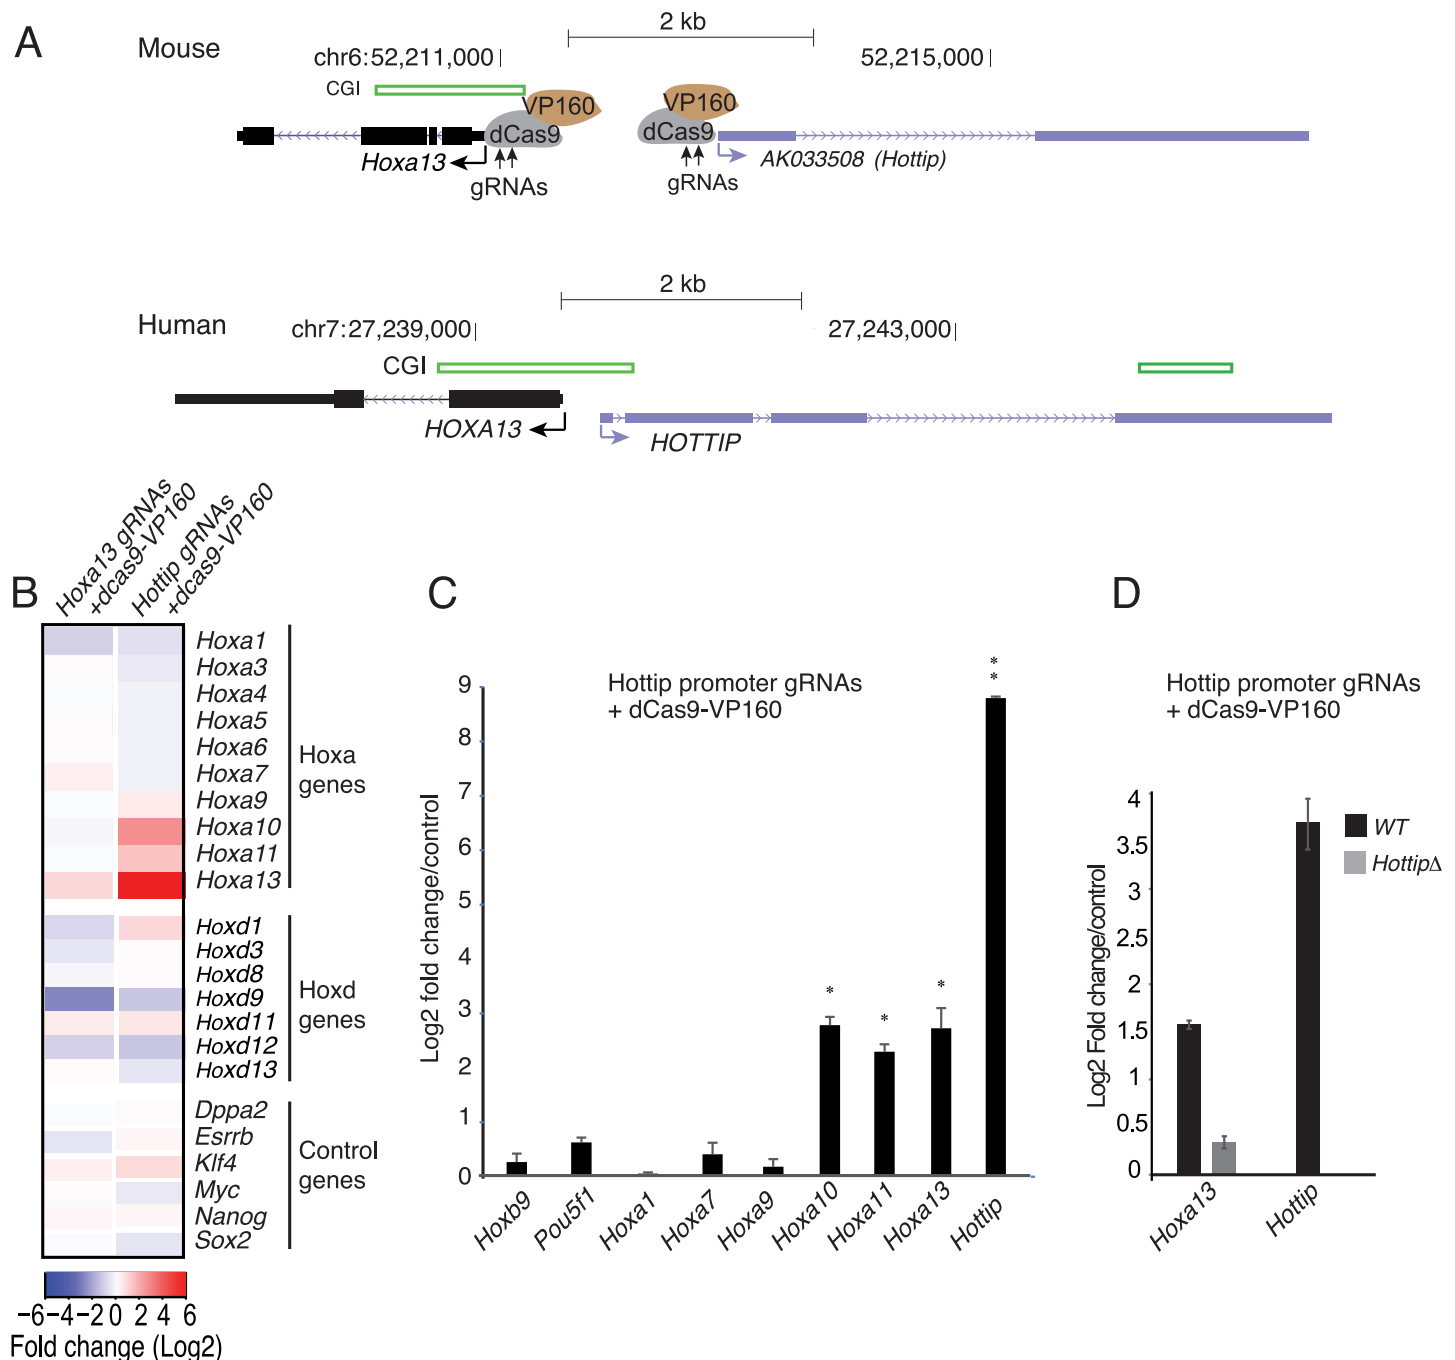 A
Mouse
2 kb
chr6:52,211,000
52,215,000
CGI
VP160
dCas9
VP160
dCas9
Hoxa13
gRNAs
gRNAs
AK033508 (Hottip)
2 kb
Human
chr7:27,239,000
27,243,000
CGI
HOXA13
HOTTIP
B
Hoxa13 gRNAs
+dcas9-VP160
Hottip gRNAs
+dcas9-VP160
Hoxa1
Hoxa3
Hoxa4
Hoxa5
Hoxa6
Hoxa7
Hoxa9
Hoxa10
Hoxa11
Hoxa13
Hoxa
genes
Hoxd1
Hoxd3
Hoxd8
Hoxd9
Hoxd11
Hoxd12
Hoxd13
Hoxd
genes
Dppa2
Esrrb
Klf4
Myc
Nanog
Sox2
Control
genes
−6−4−2 0 2 4 6
Fold change (Log2)
C
Hottip promoter gRNAs
+ dCas9-VP160
Log2 fold change/control
9
8
7
6
5
4
3
2
1
0
*
*
*
*
*
Hoxb9
Pou5f1
Hoxa1
Hoxa7
Hoxa9
Hoxa10
Hoxa11
Hoxa13
Hottip
D
Hottip promoter gRNAs
+ dCas9-VP160
Log2 Fold change/control
4
3.5
3
2.5
2
1.5
1
0.5
0
WT
HottipΔ
Hoxa13
Hottip